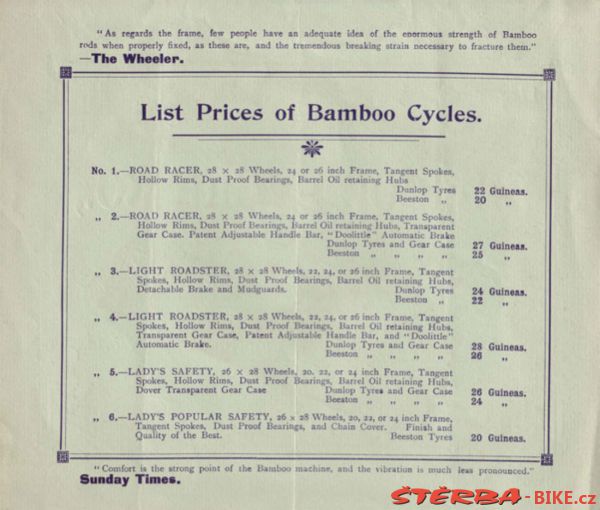 "As regards the frame, few people have an adequate idea of the enormous strength of Bamboo
rods when properly fixed, as these are, and the tremendous breaking strain necessary to fracture them."
—The Wheeler.
List Prices of Bamboo Cycles.
No. 1.—ROAD RACER, 28 × 28 Wheels, 24 or 26 inch Frame, Tangent Spokes,
Hollow Rims, Dust Proof Bearings, Barrel Oil retaining Hubs
Dunlop Tyres 22 Guineas.
Beeston „ 20 „
„ 2.—ROAD RACER, 28 × 28 Wheels, 24 or 26 inch Frame, Tangent Spokes,
Hollow Rims, Dust Proof Bearings, Barrel Oil retaining Hubs, Transparent
Gear Case. Patent Adjustable Handle Bar, "Doolittle" Automatic Brake
Dunlop Tyres and Gear Case 27 Guineas.
Beeston „ „ „ „ 25 „
„ 3.—LIGHT ROADSTER, 28 × 28 Wheels, 22, 24, or 26 inch Frame, Tangent
Spokes, Hollow Rims, Dust Proof Bearings, Barrel Oil retaining Hubs,
Detachable Brake and Mudguards. Dunlop Tyres 24 Guineas.
Beeston „ 22 „
„ 4.—LIGHT ROADSTER, 28 × 28 Wheels, 22, 24, or 26 inch Frame, Tangent
Spokes, Hollow Rims, Dust Proof Bearings, Barrel Oil retaining Hubs,
Transparent Gear Case, Patent Adjustable Handle Bar, and "Doolittle"
Automatic Brake. Dunlop Tyres and Gear Case 28 Guineas.
Beeston „ „ „ „ 26 „
„ 5.—LADY'S SAFETY, 26 × 28 Wheels, 20. 22, or 24 inch Frame, Tangent
Spokes, Hollow Rims, Dust Proof Bearings, Barrel Oil retaining Hubs,
Dover Transparent Gear Case Dunlop Tyres and Gear Case 26 Guineas.
Beeston „ „ „ „ 24 „
„ 6.—LADY'S POPULAR SAFETY, 26 × 28 Wheels, 20, 22, or 24 inch Frame,
Tangent Spokes, Dust Proof Bearings, and Chain Cover. Finish and
Quality of the Best. Beeston Tyres 20 Guineas.
"Comfort is the strong point of the Bamboo machine, and the vibration is much less pronounced."
Sunday Times.
ŠTĚRBA-BIKE.cz